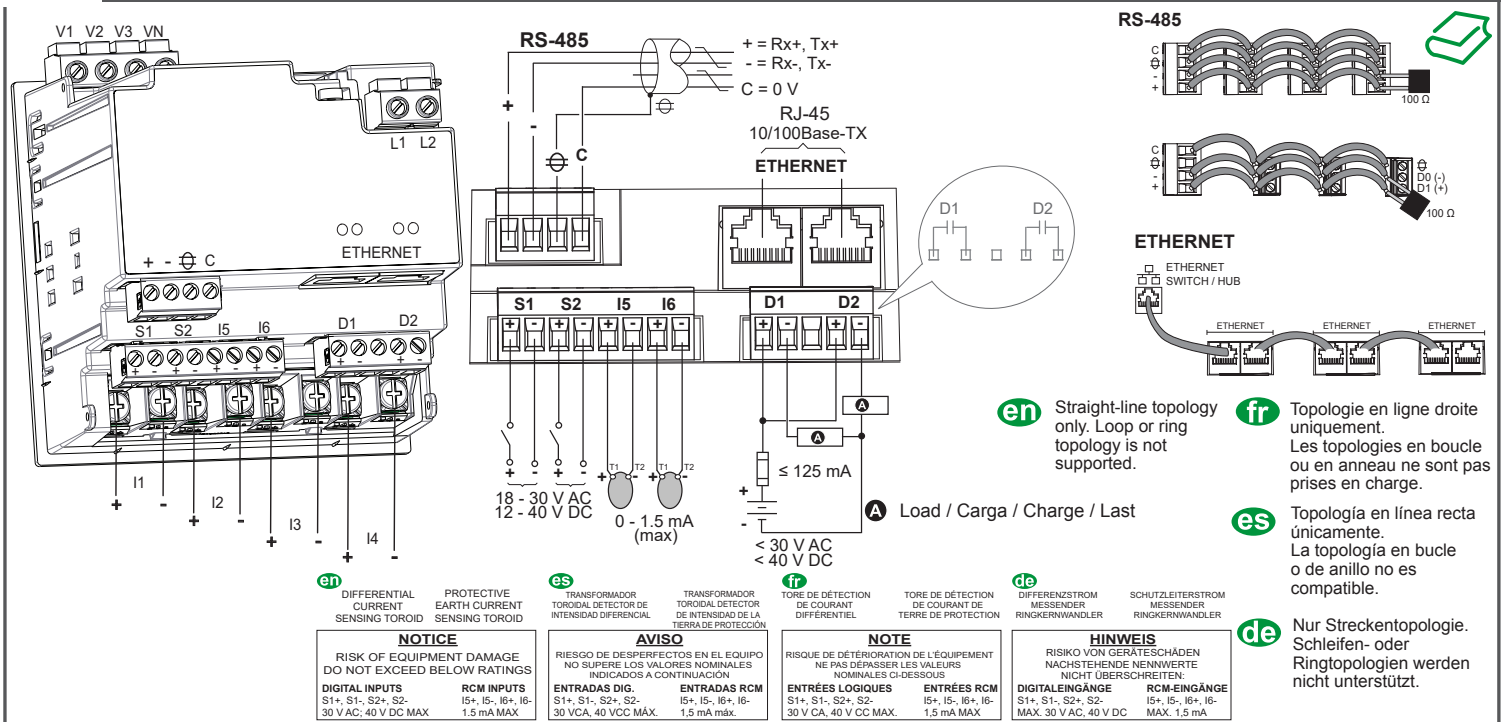 V1 V2 V3 VN
L1 L2
ETHERNET
+ - C
S1 S2 I5 I6
D1 D2
+ - + - + - + -
+ - + -
I1
I2
I3
I4
+ - + - + - + -
RS-485
+ = Rx+, Tx+
- = Rx-, Tx-
C = 0 V
+
-
C
RJ-45
10/100Base-TX
ETHERNET
D1 D2
S1 S2 I5 I6
+ - + - + - + -
D1 D2
+ - + -
+ - + -
18 - 30 V AC
12 - 40 V DC
T1 T2 T1 T2
+ - + -
0 - 1.5 mA
(max)
A
A
≤ 125 mA
+
-
< 30 V AC
< 40 V DC
A Load / Carga / Charge / Last
RS-485
C
-
+
100 Ω
C
-
+
D0 (-)
D1 (+)
100 Ω
ETHERNET
ETHERNET
SWITCH / HUB
ETHERNET ETHERNET ETHERNET
en
Straight-line topology
only. Loop or ring
topology is not
supported.
fr
Topologie en ligne droite
uniquement.
Les topologies en boucle
ou en anneau ne sont pas
prises en charge.
es
Topología en línea recta
únicamente.
La topología en bucle
o de anillo no es
compatible.
de
Nur Streckentopologie.
Schleifen- oder
Ringtopologien werden
nicht unterstützt.
en
DIFFERENTIAL
CURRENT
SENSING TOROID
PROTECTIVE
EARTH CURRENT
SENSING TOROID
NOTICE
RISK OF EQUIPMENT DAMAGE
DO NOT EXCEED BELOW RATINGS
DIGITAL INPUTS
S1+, S1-, S2+, S2-
30 V AC; 40 V DC MAX
RCM INPUTS
I5+, I5-, I6+, I6-
1.5 mA MAX
es
TRANSFORMADOR
TOROIDAL DETECTOR DE
INTENSIDAD DIFERENCIAL
TRANSFORMADOR
TOROIDAL DETECTOR
DE INTENSIDAD DE LA
TIERRA DE PROTECCIÓN
AVISO
RIESGO DE DESPERFECTOS EN EL EQUIPO
NO SUPERE LOS VALORES NOMINALES
INDICADOS A CONTINUACIÓN
ENTRADAS DIG.
S1+, S1-, S2+, S2-
30 VCA, 40 VCC MÁX.
ENTRADAS RCM
I5+, I5-, I6+, I6-
1,5 mA máx.
fr
TORE DE DÉTECTION
DE COURANT
DIFFÉRENTIEL
TORE DE DÉTECTION
DE COURANT DE
TERRE DE PROTECTION
NOTE
RISQUE DE DÉTÉRIORATION DE L'ÉQUIPEMENT
NE PAS DÉPASSER LES VALEURS
NOMINALES CI-DESSOUS
ENTRÉES LOGIQUES
S1+, S1-, S2+, S2-
30 V CA, 40 V CC MAX.
ENTRÉES RCM
I5+, I5-, I6+, I6-
1,5 mA MAX
de
DIFFERENZSTROM
MESSENDER
RINGKERNWANDLER
SCHUTZLEITERSTROM
MESSENDER
RINGKERNWANDLER
HINWEIS
RISIKO VON GERÄTESCHÄDEN
NACHSTEHENDE NENNWERTE
NICHT ÜBERSCHREITEN:
DIGITALEINGÄNGE
S1+, S1-, S2+, S2-
MAX. 30 V AC, 40 V DC
RCM-EINGÄNGE
I5+, I5-, I6+, I6-
MAX. 1,5 mA